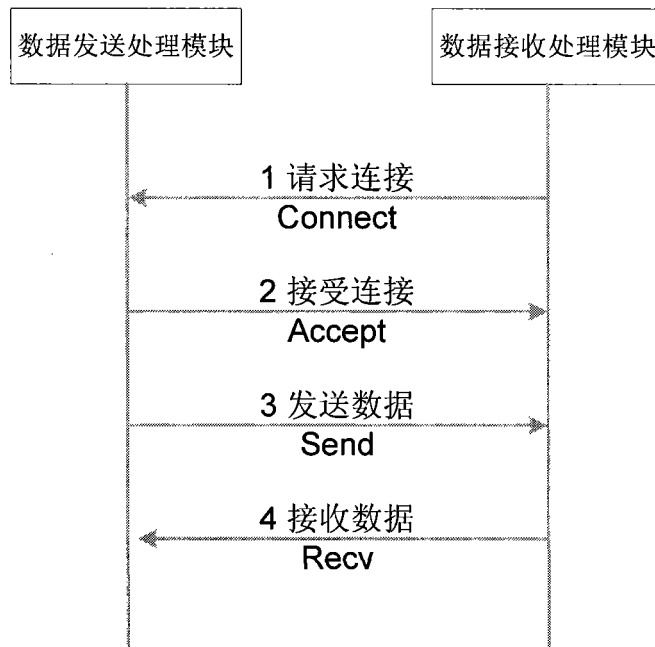 数据发送处理模块
数据接收处理模块
1 请求连接
Connect
2 接受连接
Accept
3 发送数据
Send
4 接收数据
Recv